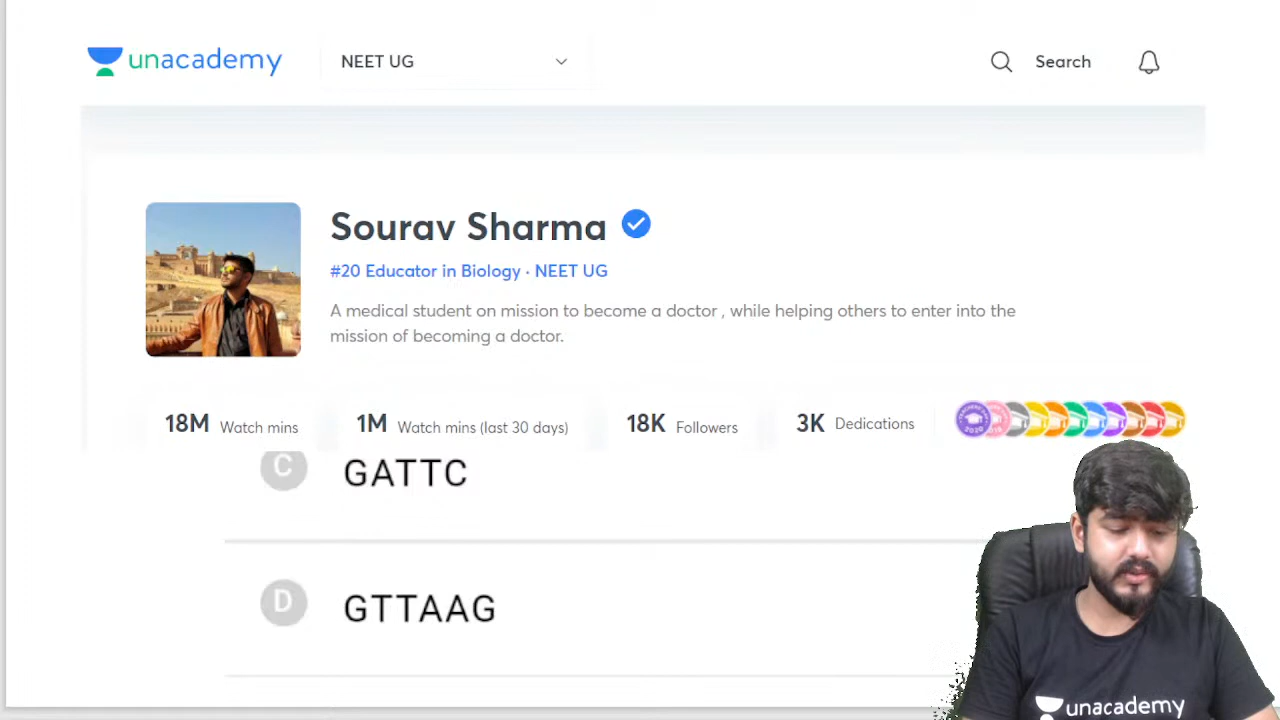 unacademy
NEET UG
Search
Sourav Sharma
#20 Educator in Biology · NEET UG
A medical student on mission to become a doctor , while helping others to enter into the
mission of becoming a doctor.
18M Watch mins
1M Watch mins (last 30 days)
18K Followers
3K Dedications
C GATTC
D GTTAAG
unacademy